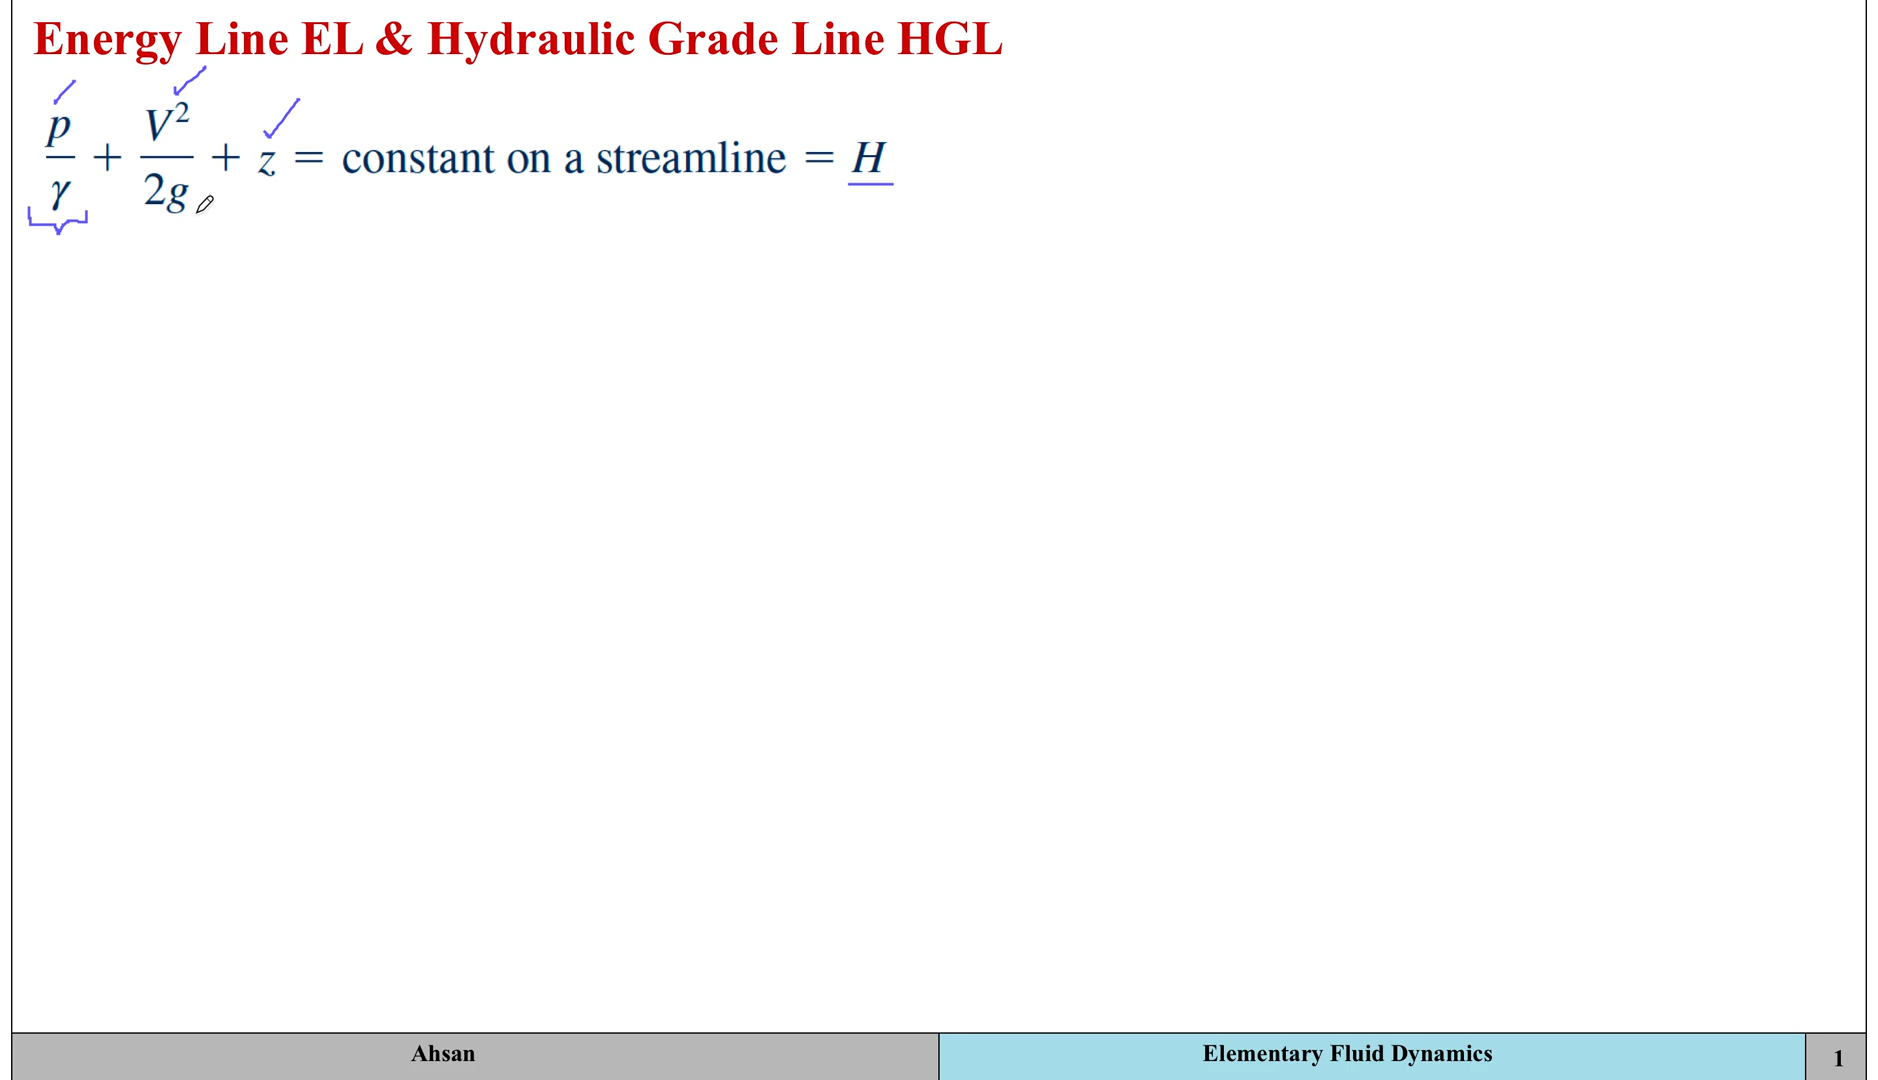 Energy Line EL & Hydraulic Grade Line HGL
p/γ + V²/2g + z = constant on a streamline = H
Ahsan
Elementary Fluid Dynamics
1